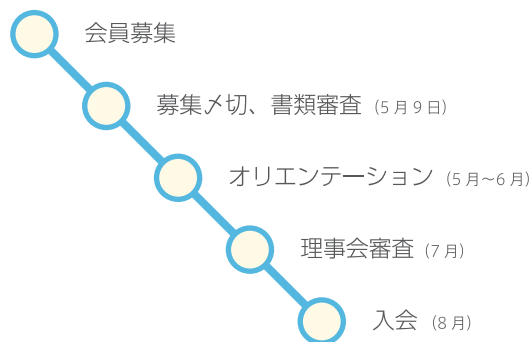 会員募集
募集〆切、書類審査（5月9日）
オリエンテーション（5月〜6月）
理事会審査（7月）
入会（8月）